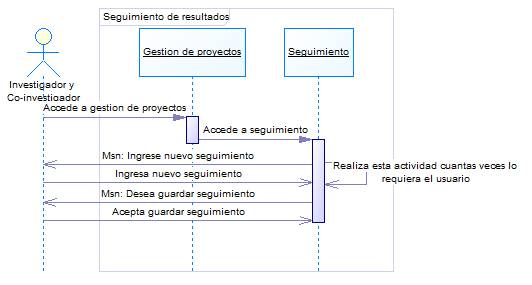 Seguimiento de resultados
Gestion de proyectos
Seguimiento
Investigador y
Co-investigador
Accede a gestion de proyectos
Accede a seguimiento
Msn: Ingrese nuevo seguimiento
Realiza esta actividad cuantas veces lo
requiera el usuario
Ingresa nuevo seguimiento
Msn: Desea guardar seguimiento
Acepta guardar seguimiento